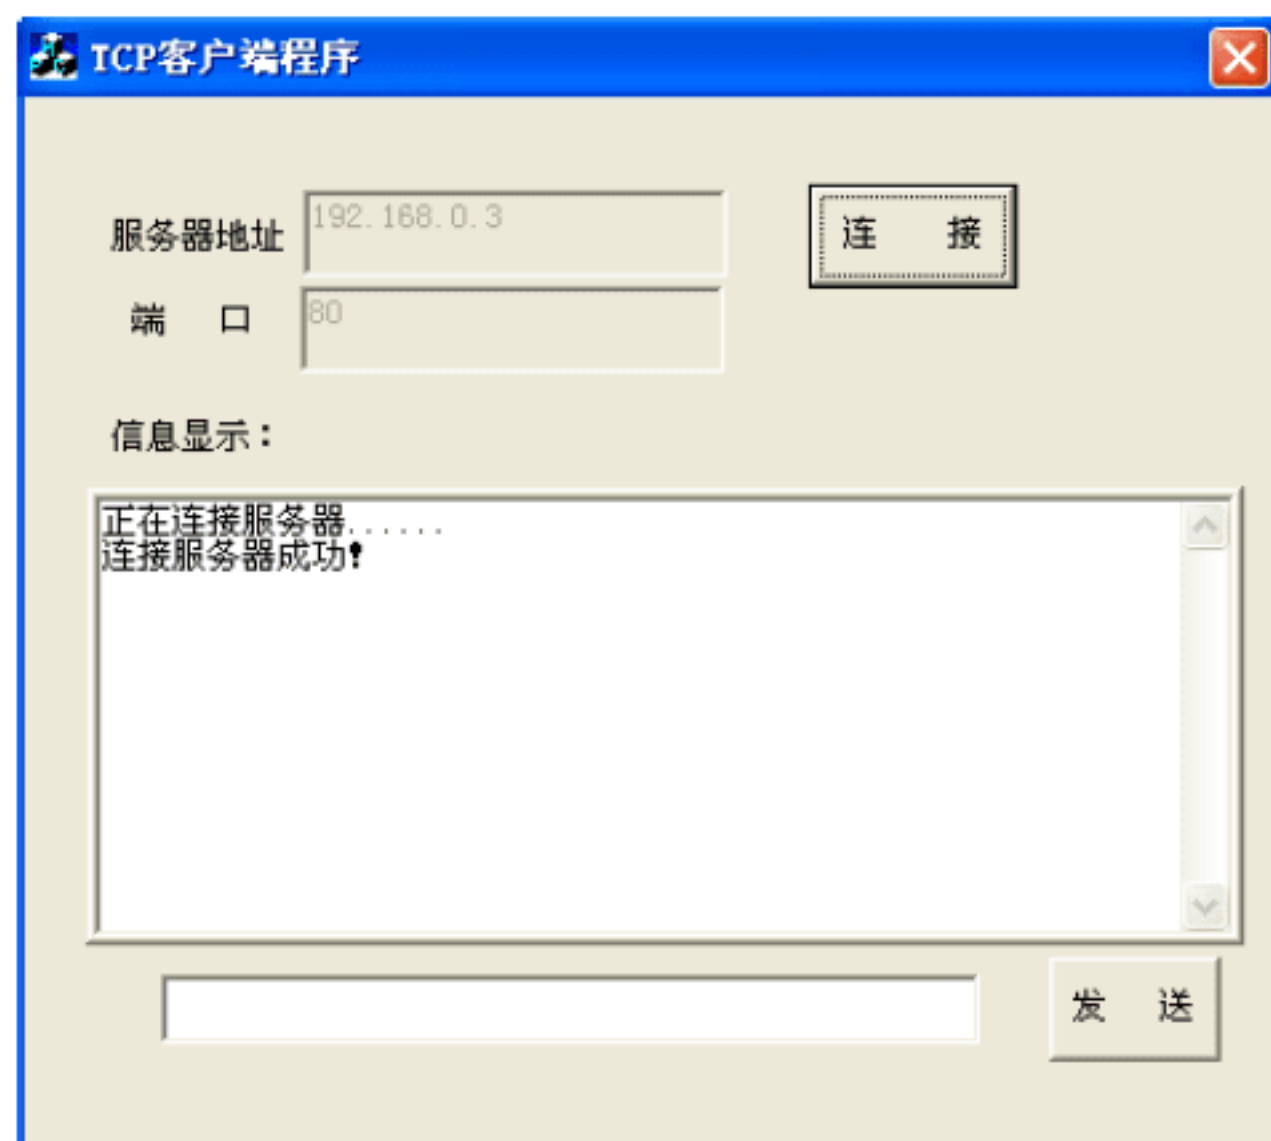 TCP客户端程序
服务器地址 192.168.0.3
连 接
端 口 80
信息显示：
正在连接服务器......
连接服务器成功!
发 送